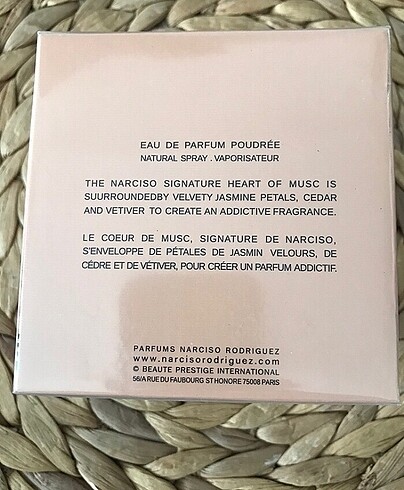 EAU DE PARFUM POUDRÉE
NATURAL SPRAY . VAPORISATEUR
THE NARCISO SIGNATURE HEART OF MUSC IS
SUURROUNDEDBY VELVETY JASMINE PETALS, CEDAR
AND VETIVER TO CREATE AN ADDICTIVE FRAGRANCE.
LE COEUR DE MUSC, SIGNATURE DE NARCISO,
S'ENVELOPPE DE PÉTALES DE JASMIN VELOURS, DE
CÉDRE ET DE VÉTIVER, POUR CRÉER UN PARFUM ADDICTIF.
PARFUMS NARCISO RODRIGUEZ
www.narcisorodriguez.com
© BEAUTE PRESTIGE INTERNATIONAL
56/A RUE DU FAUBOURG ST HONORE 75008 PARIS